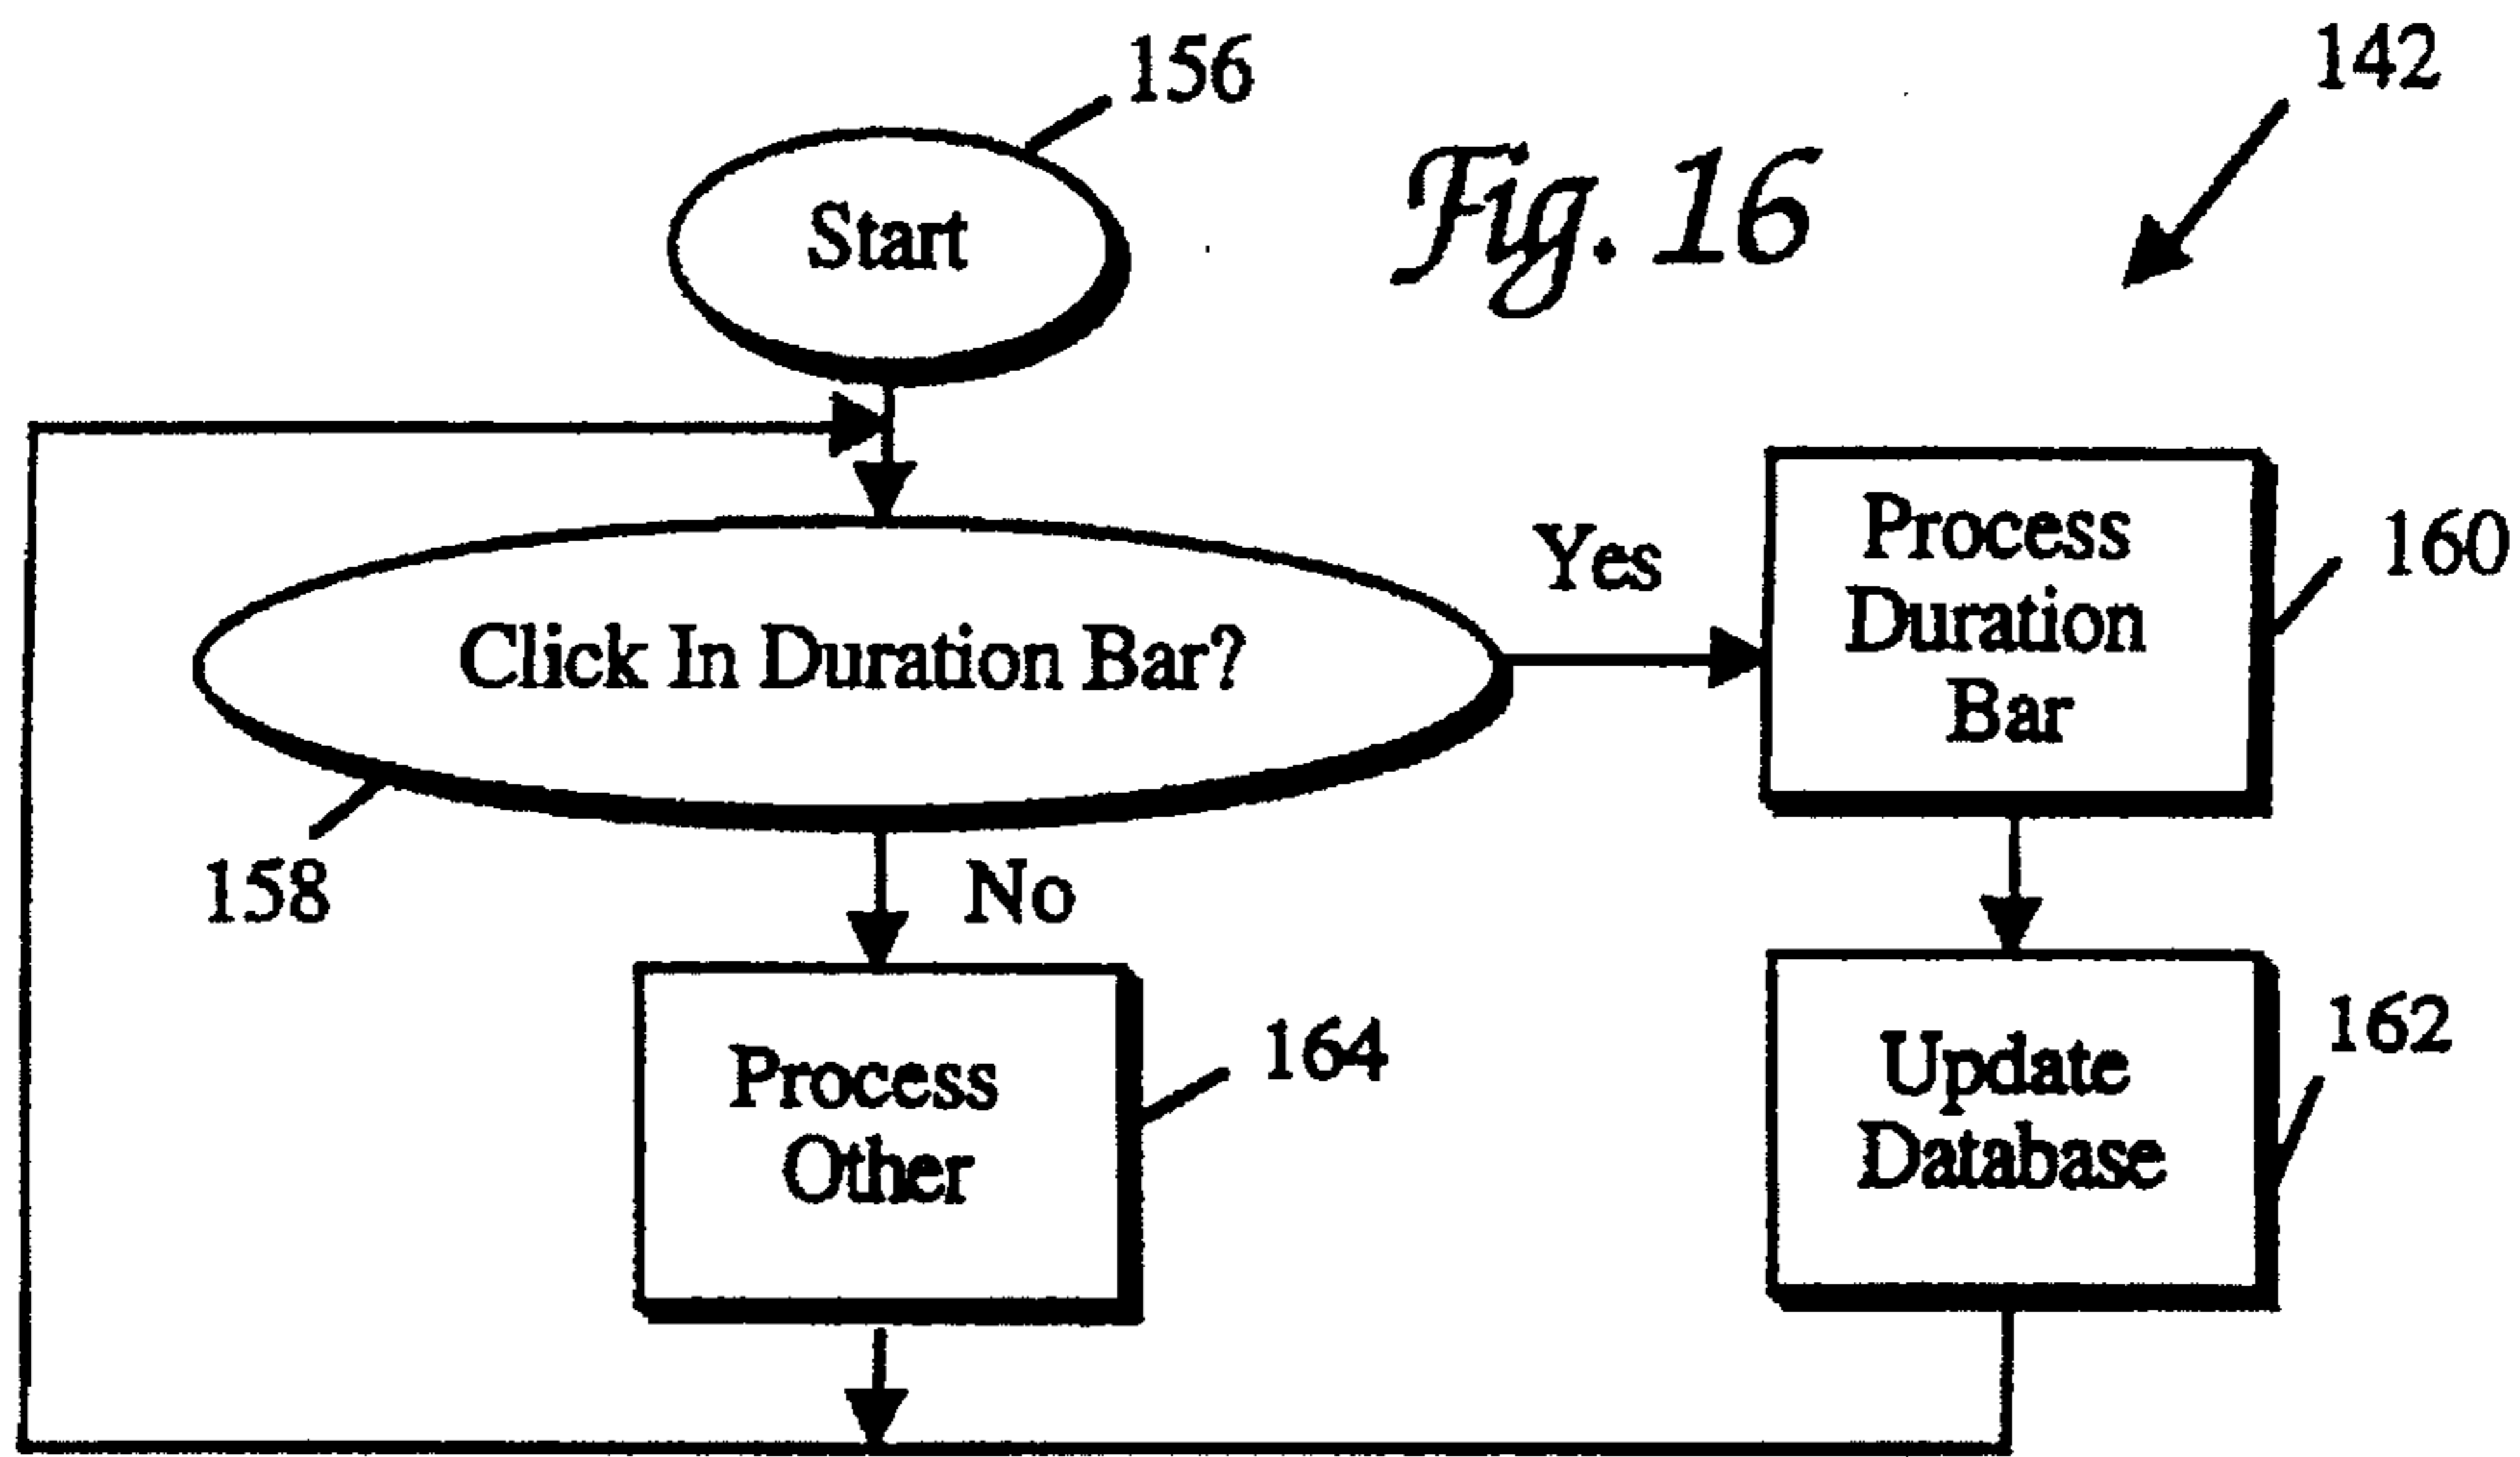 156
142
Fig. 16
Start
Click In Duration Bar?
Yes
Process
Duration
Bar
160
158
No
Process
Other
164
Update
Database
162